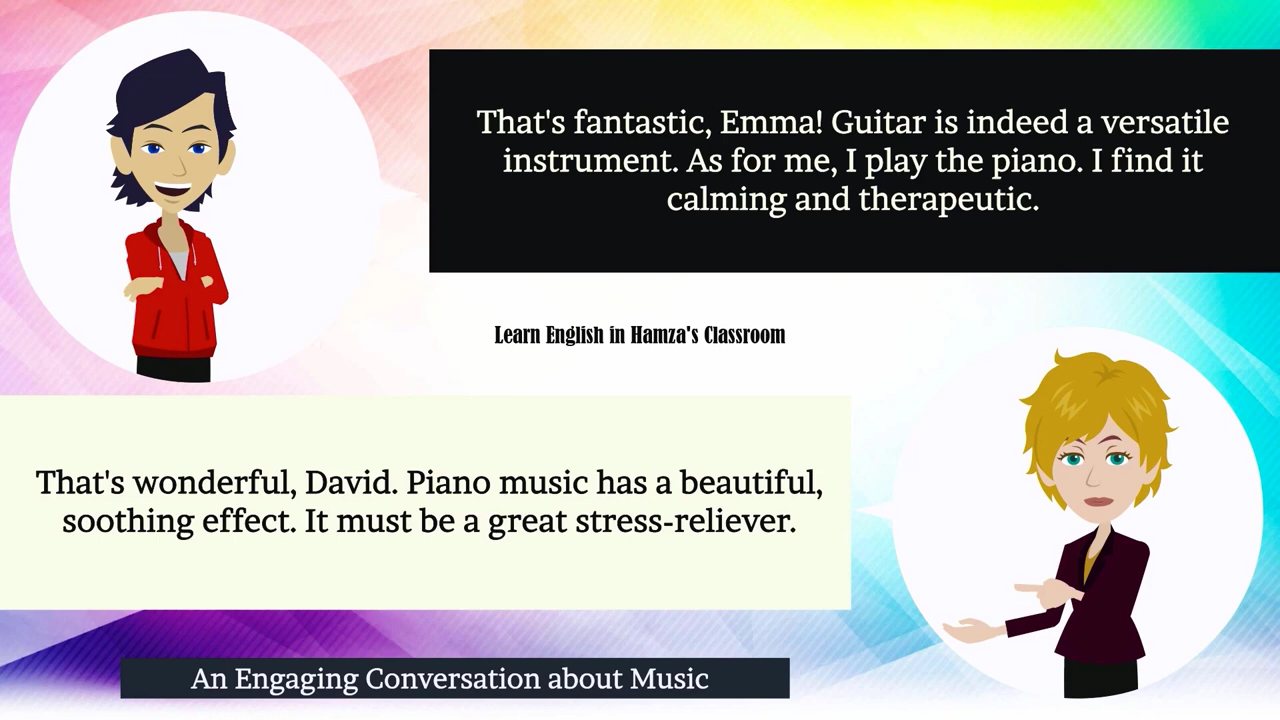 That's fantastic, Emma! Guitar is indeed a versatile
instrument. As for me, I play the piano. I find it
calming and therapeutic.
Learn English in Hamza's Classroom
That's wonderful, David. Piano music has a beautiful,
soothing effect. It must be a great stress-reliever.
An Engaging Conversation about Music